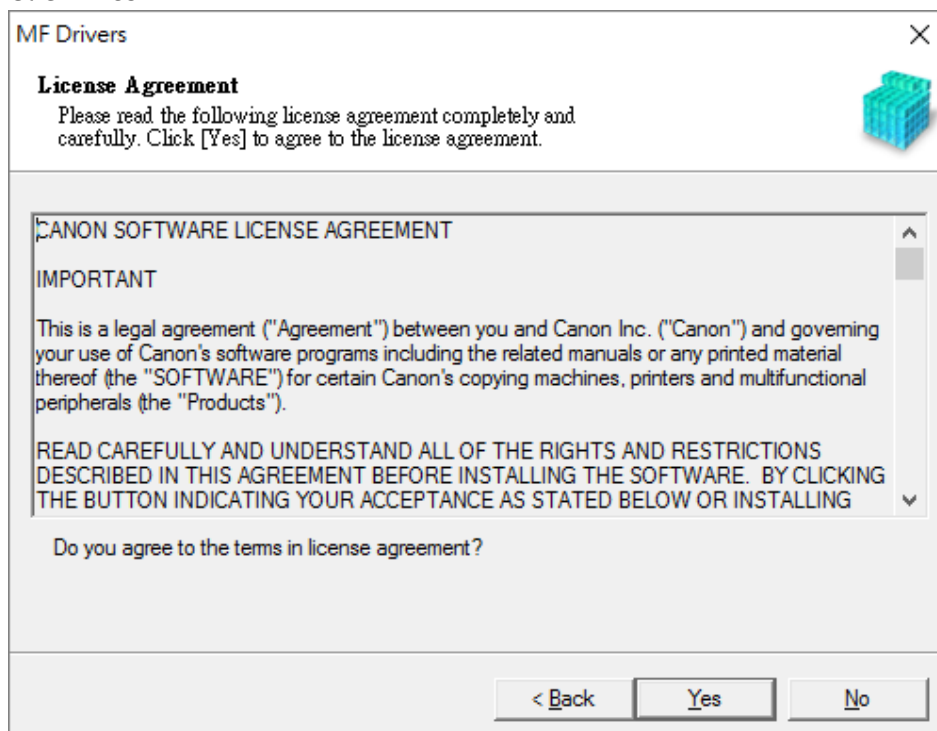 MF Drivers
License Agreement
Please read the following license agreement completely and
carefully. Click [Yes] to agree to the license agreement.
CANON SOFTWARE LICENSE AGREEMENT
IMPORTANT
This is a legal agreement ("Agreement") between you and Canon Inc. ("Canon") and governing
your use of Canon's software programs including the related manuals or any printed material
thereof (the "SOFTWARE") for certain Canon's copying machines, printers and multifunctional
peripherals (the "Products").
READ CAREFULLY AND UNDERSTAND ALL OF THE RIGHTS AND RESTRICTIONS
DESCRIBED IN THIS AGREEMENT BEFORE INSTALLING THE SOFTWARE.  BY CLICKING
THE BUTTON INDICATING YOUR ACCEPTANCE AS STATED BELOW OR INSTALLING
Do you agree to the terms in license agreement?
< Back
Yes
No